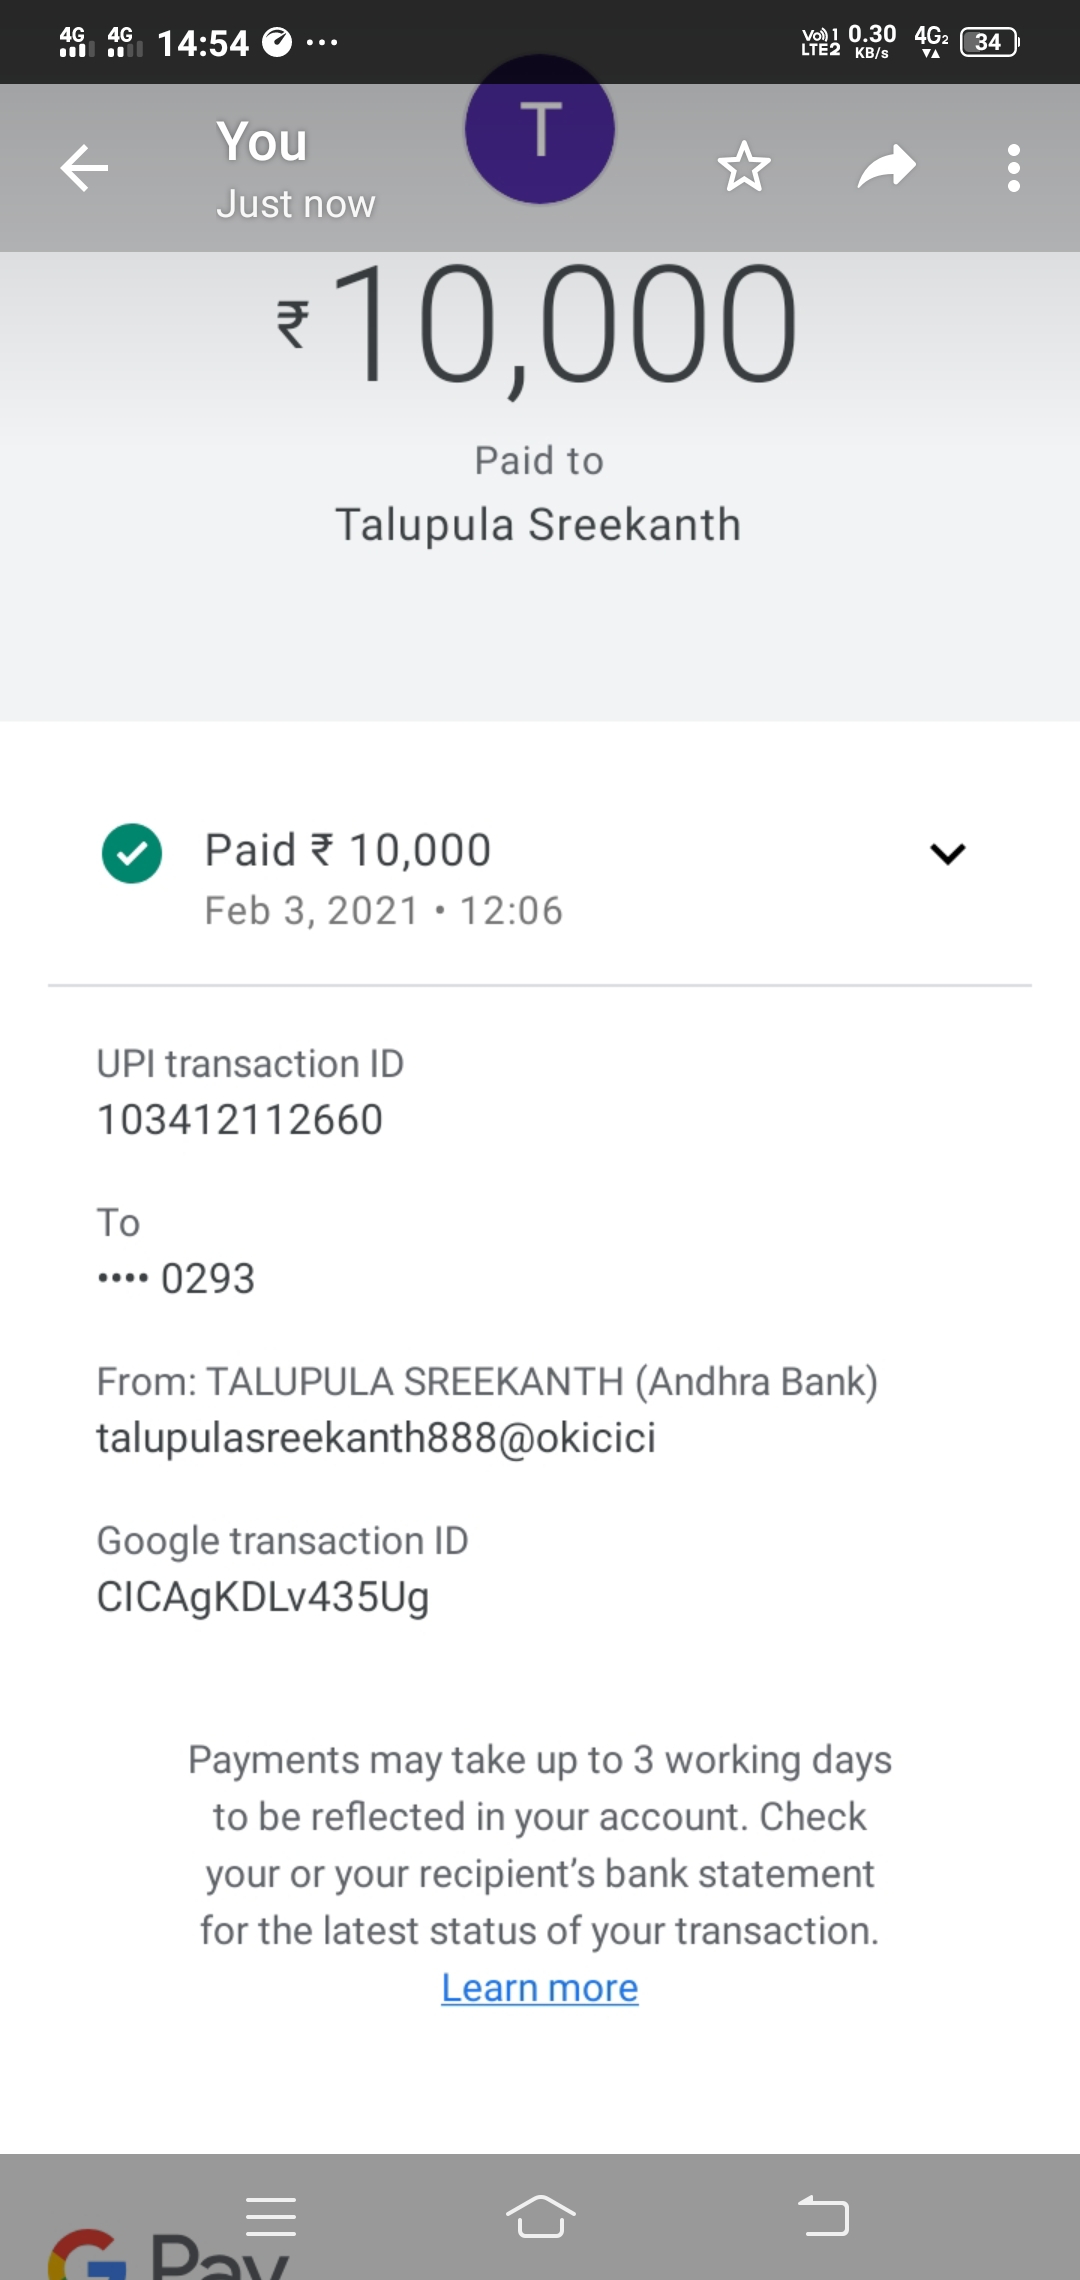 4G 4G 14:54 ... Vo)) 1 LTE2 0.30 KB/s 4G2 34
You
Just now
T
₹10,000
Paid to
Talupula Sreekanth
Paid ₹ 10,000
Feb 3, 2021 • 12:06
UPI transaction ID
103412112660
To
•••• 0293
From: TALUPULA SREEKANTH (Andhra Bank)
talupulasreekanth888@okicici
Google transaction ID
CICAgKDLv435Ug
Payments may take up to 3 working days
to be reflected in your account. Check
your or your recipient’s bank statement
for the latest status of your transaction.
Learn more
G Pay